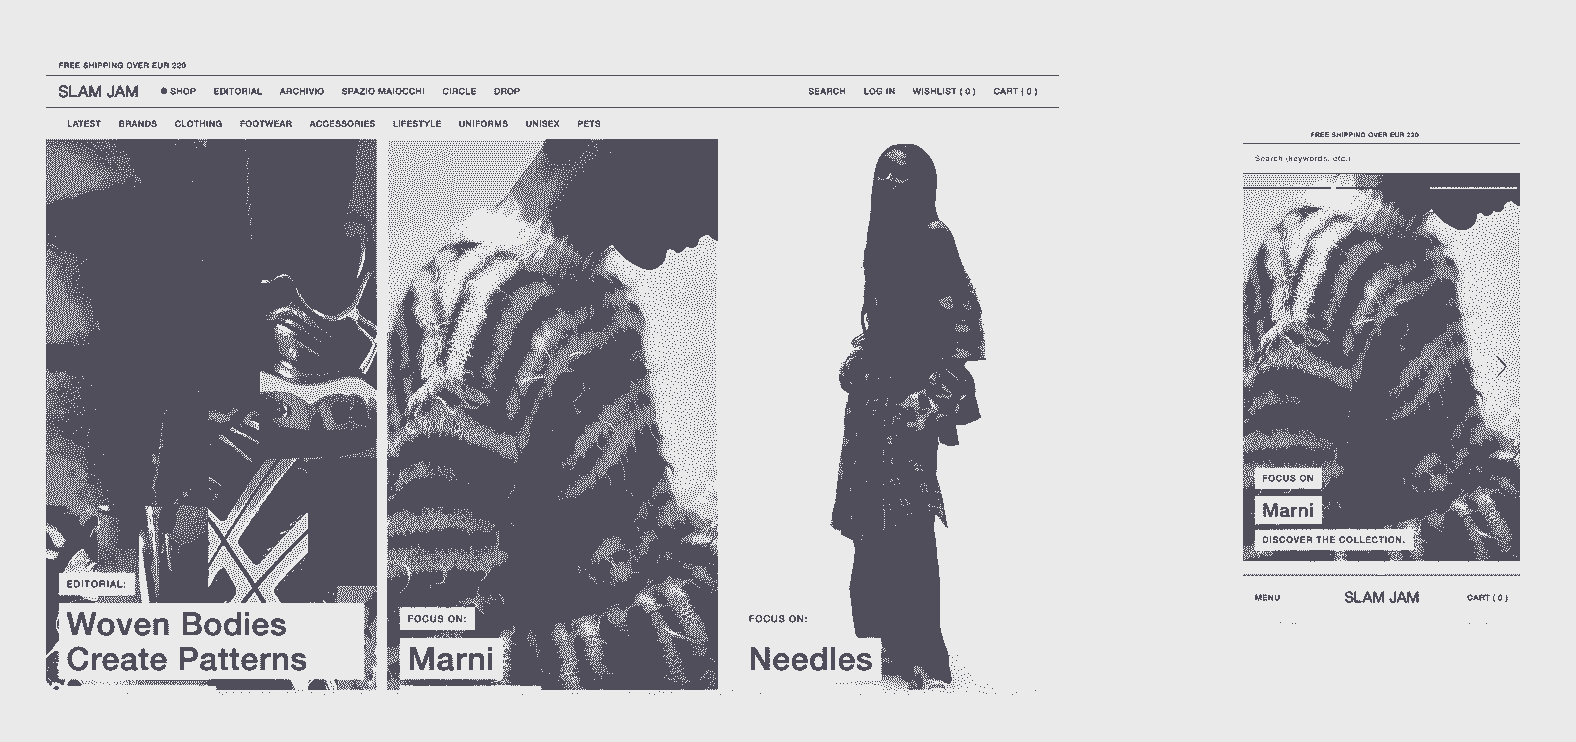 FREE SHIPPING OVER EUR 220
SLAM JAM SHOP EDITORIAL ARCHIVIO SPAZIO MAIOCCHI CIRCLE DROP SEARCH LOG IN WISHLIST ( 0 ) CART ( 0 )
LATEST BRANDS CLOTHING FOOTWEAR ACCESSORIES LIFESTYLE UNIFORMS UNISEX PETS
EDITORIAL:
Woven Bodies
Create Patterns
FOCUS ON:
Marni
FOCUS ON:
Needles
FREE SHIPPING OVER EUR 220
Search (keywords, etc.)
FOCUS ON
Marni
DISCOVER THE COLLECTION.
MENU SLAM JAM CART ( 0 )